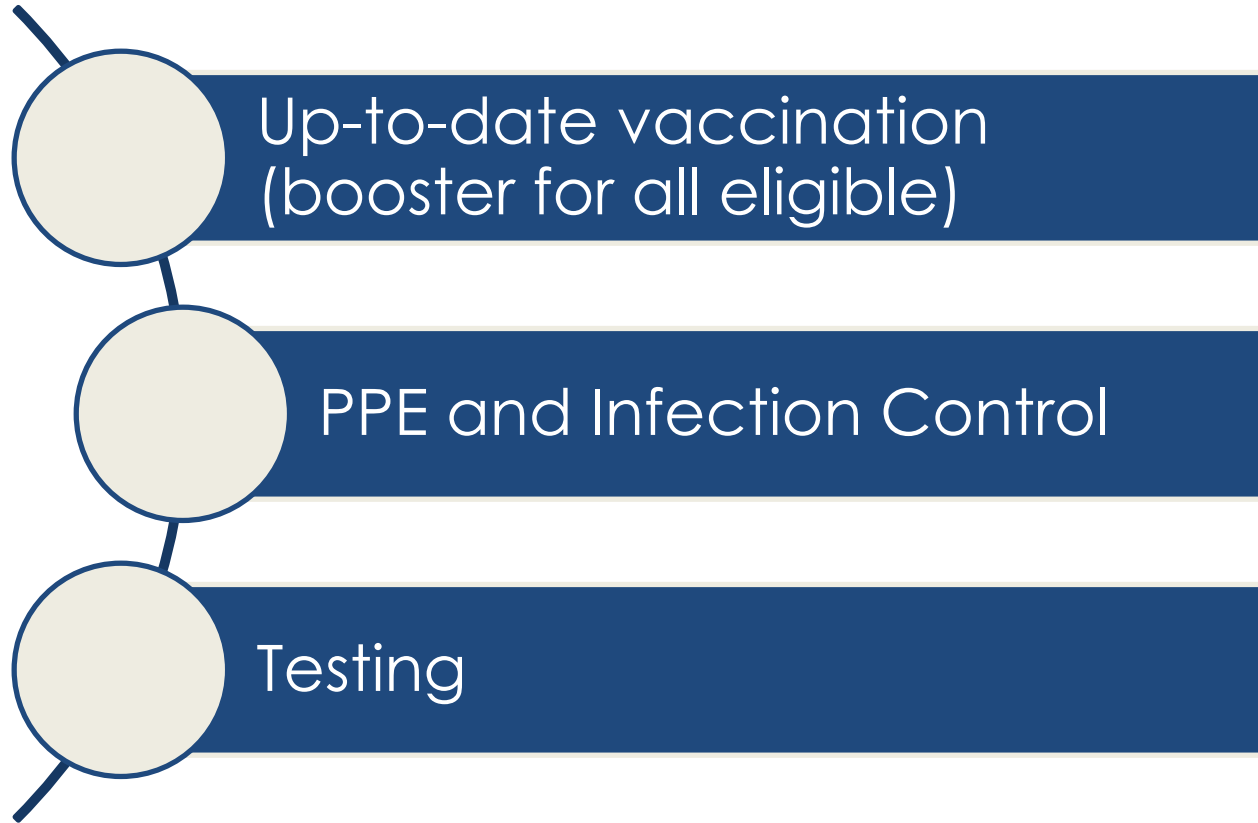 Up-to-date vaccination
(booster for all eligible)
PPE and Infection Control
Testing